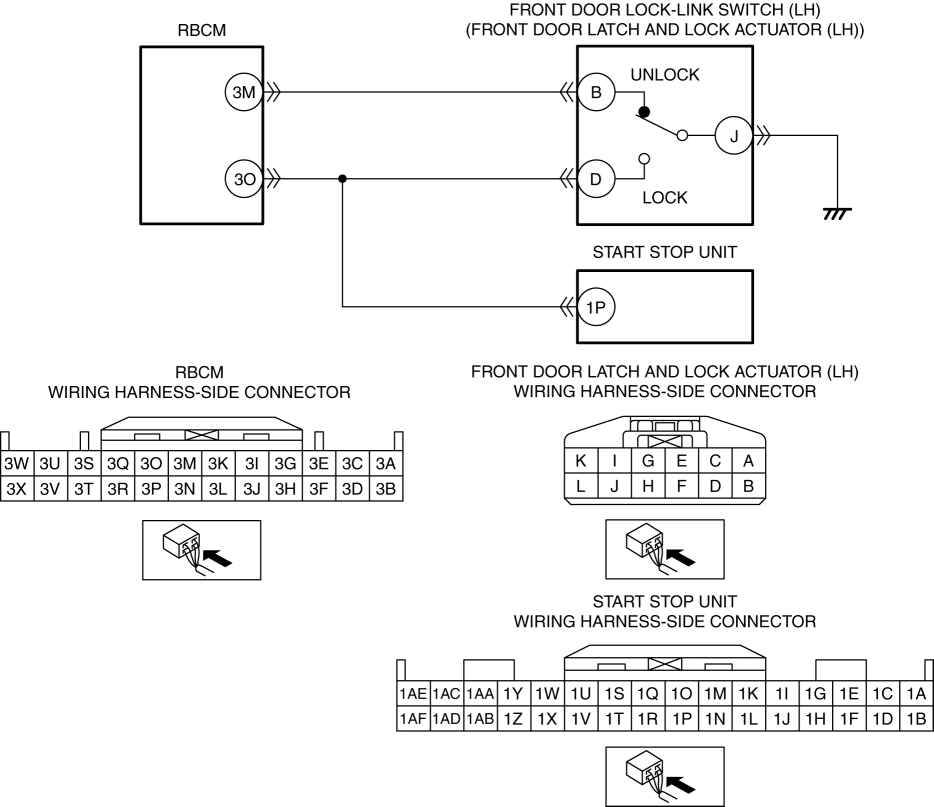 RBCM
FRONT DOOR LOCK-LINK SWITCH (LH)
(FRONT DOOR LATCH AND LOCK ACTUATOR (LH))
3M
B
UNLOCK
J
3O
D
LOCK
START STOP UNIT
1P
RBCM
WIRING HARNESS-SIDE CONNECTOR
3W 3U 3S 3Q 3O 3M 3K 3I 3G 3E 3C 3A
3X 3V 3T 3R 3P 3N 3L 3J 3H 3F 3D 3B
FRONT DOOR LATCH AND LOCK ACTUATOR (LH)
WIRING HARNESS-SIDE CONNECTOR
K I G E C A
L J H F D B
START STOP UNIT
WIRING HARNESS-SIDE CONNECTOR
1AE 1AC 1AA 1Y 1W 1U 1S 1Q 1O 1M 1K 1I 1G 1E 1C 1A
1AF 1AD 1AB 1Z 1X 1V 1T 1R 1P 1N 1L 1J 1H 1F 1D 1B